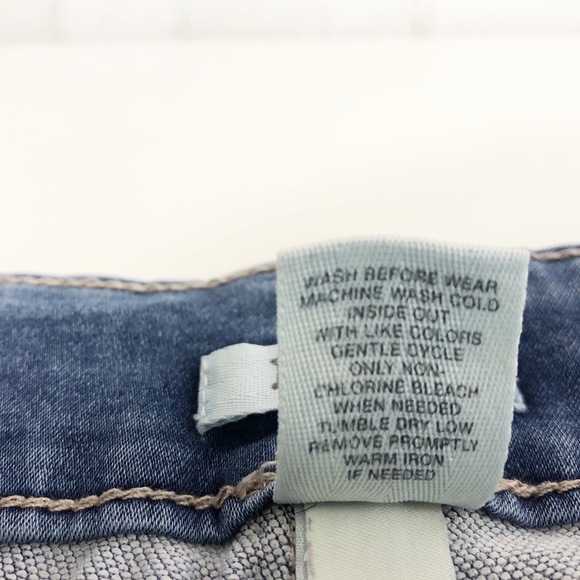 WASH BEFORE WEAR
MACHINE WASH COLD
INSIDE OUT
WITH LIKE COLORS
GENTLE CYCLE
ONLY NON-
CHLORINE BLEACH
WHEN NEEDED
TUMBLE DRY LOW
REMOVE PROMPTLY
WARM IRON
IF NEEDED